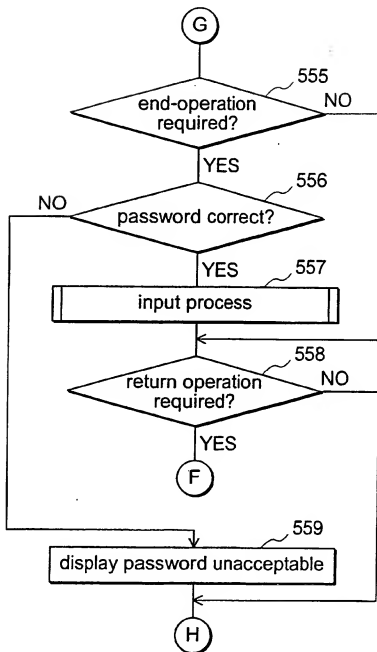 G
555
end-operation
required?
NO
YES
556
NO
password correct?
YES
557
input process
558
return operation
required?
NO
YES
F
559
display password unacceptable
H